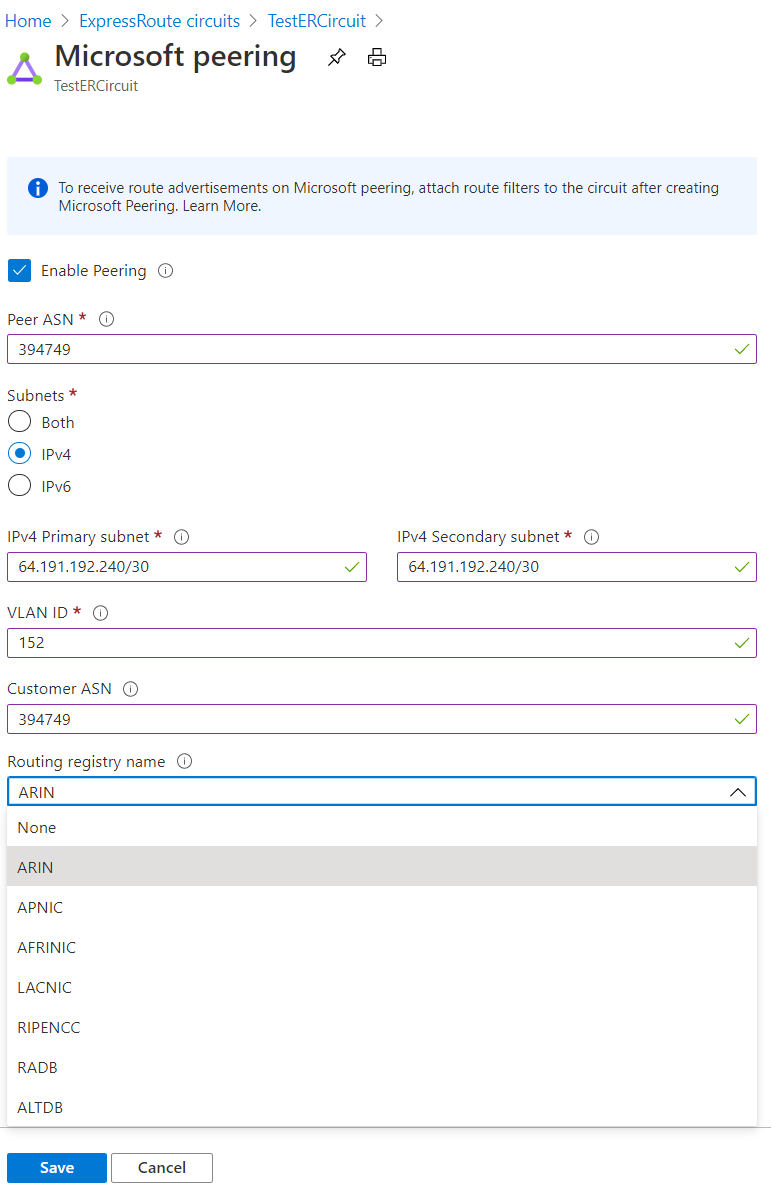 Home > ExpressRoute circuits > TestERCircuit >
Microsoft peering
TestERCircuit
To receive route advertisements on Microsoft peering, attach route filters to the circuit after creating
Microsoft Peering. Learn More.
Enable Peering
Peer ASN *
394749
Subnets *
Both
IPv4
IPv6
IPv4 Primary subnet * IPv4 Secondary subnet *
64.191.192.240/30 64.191.192.240/30
VLAN ID *
152
Customer ASN
394749
Routing registry name
ARIN
None
ARIN
APNIC
AFRINIC
LACNIC
RIPENCC
RADB
ALTDB
Save Cancel